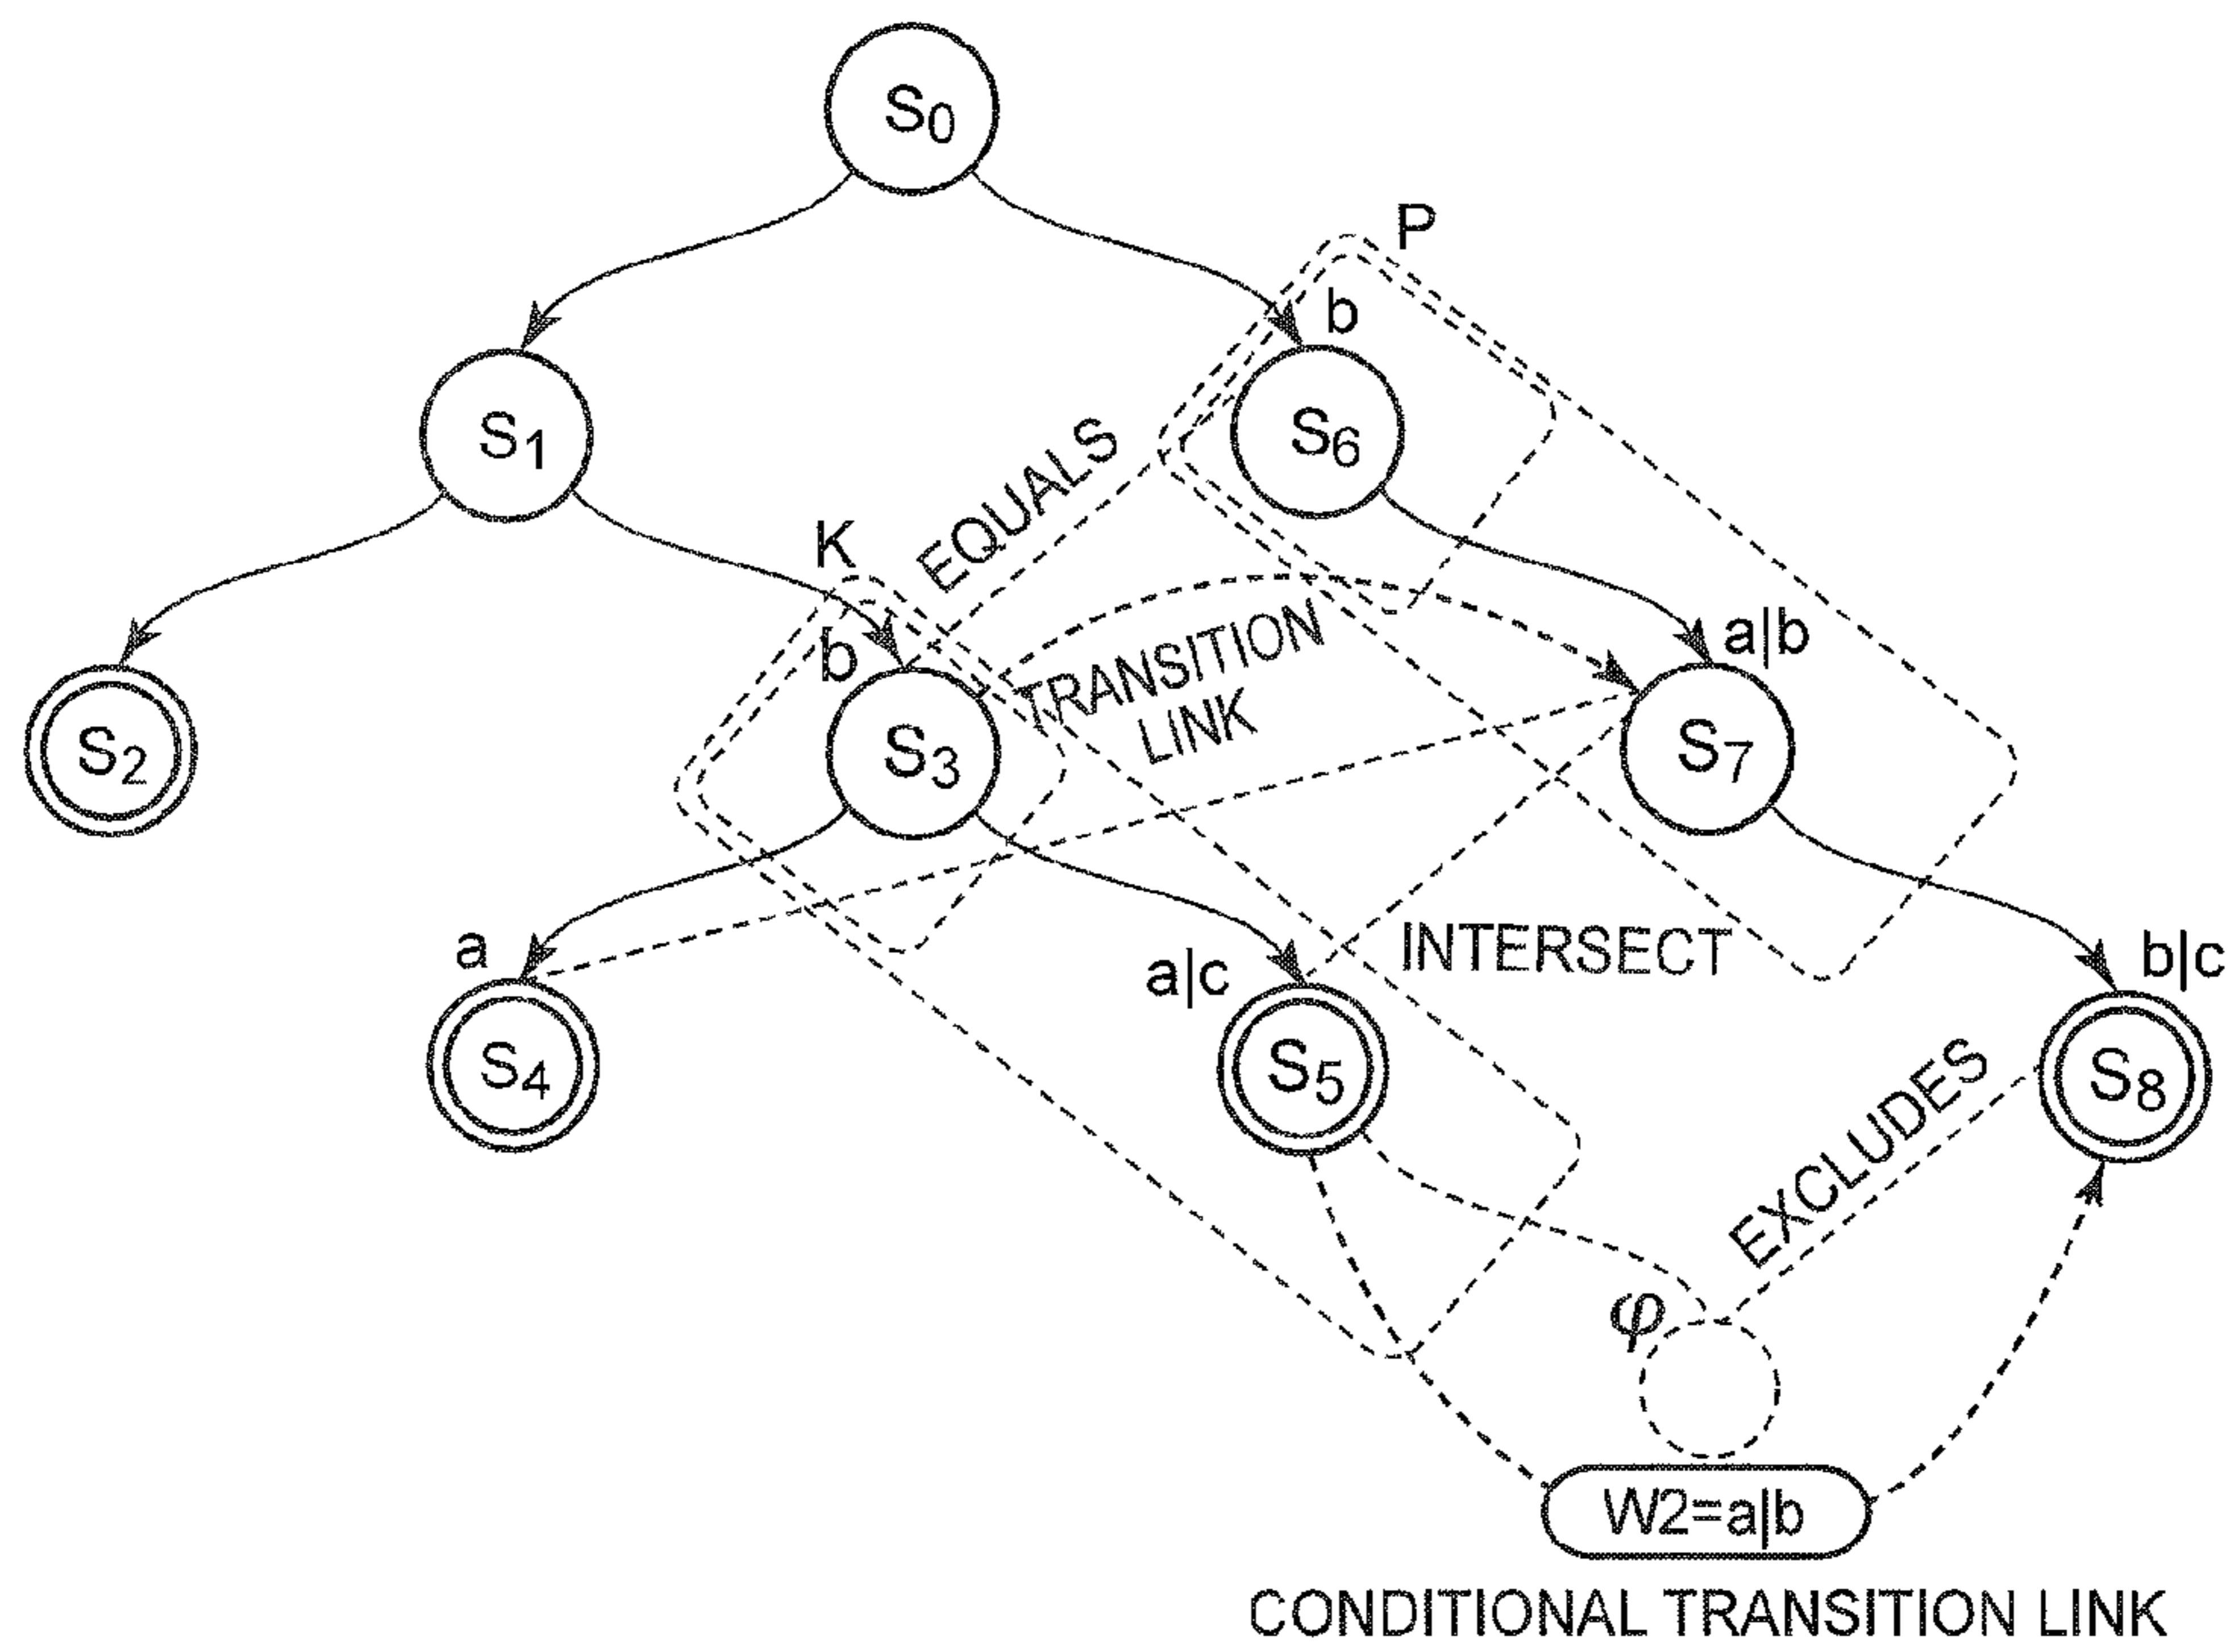 S0
P
b
S1
S6
EQUALS
K
b
a|b
TRANSITION
LINK
S2
S3
S7
a
a|c
INTERSECT
b|c
S4
S5
S8
EXCLUDES
φ
W2=a|b
CONDITIONAL TRANSITION LINK